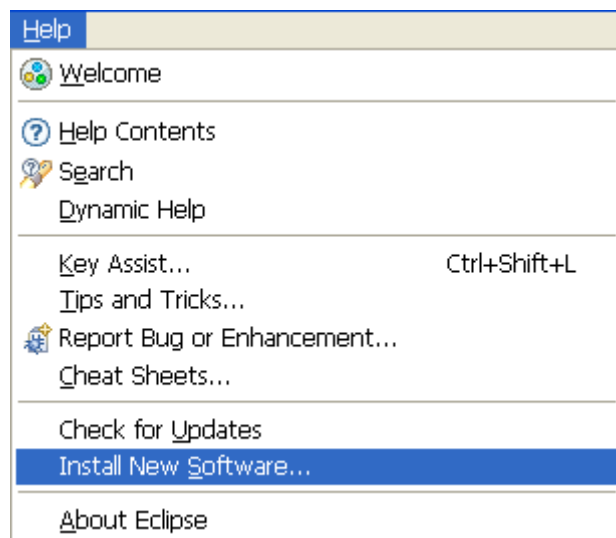 Help
Welcome
Help Contents
Search
Dynamic Help
Key Assist... Ctrl+Shift+L
Tips and Tricks...
Report Bug or Enhancement...
Cheat Sheets...
Check for Updates
Install New Software...
About Eclipse